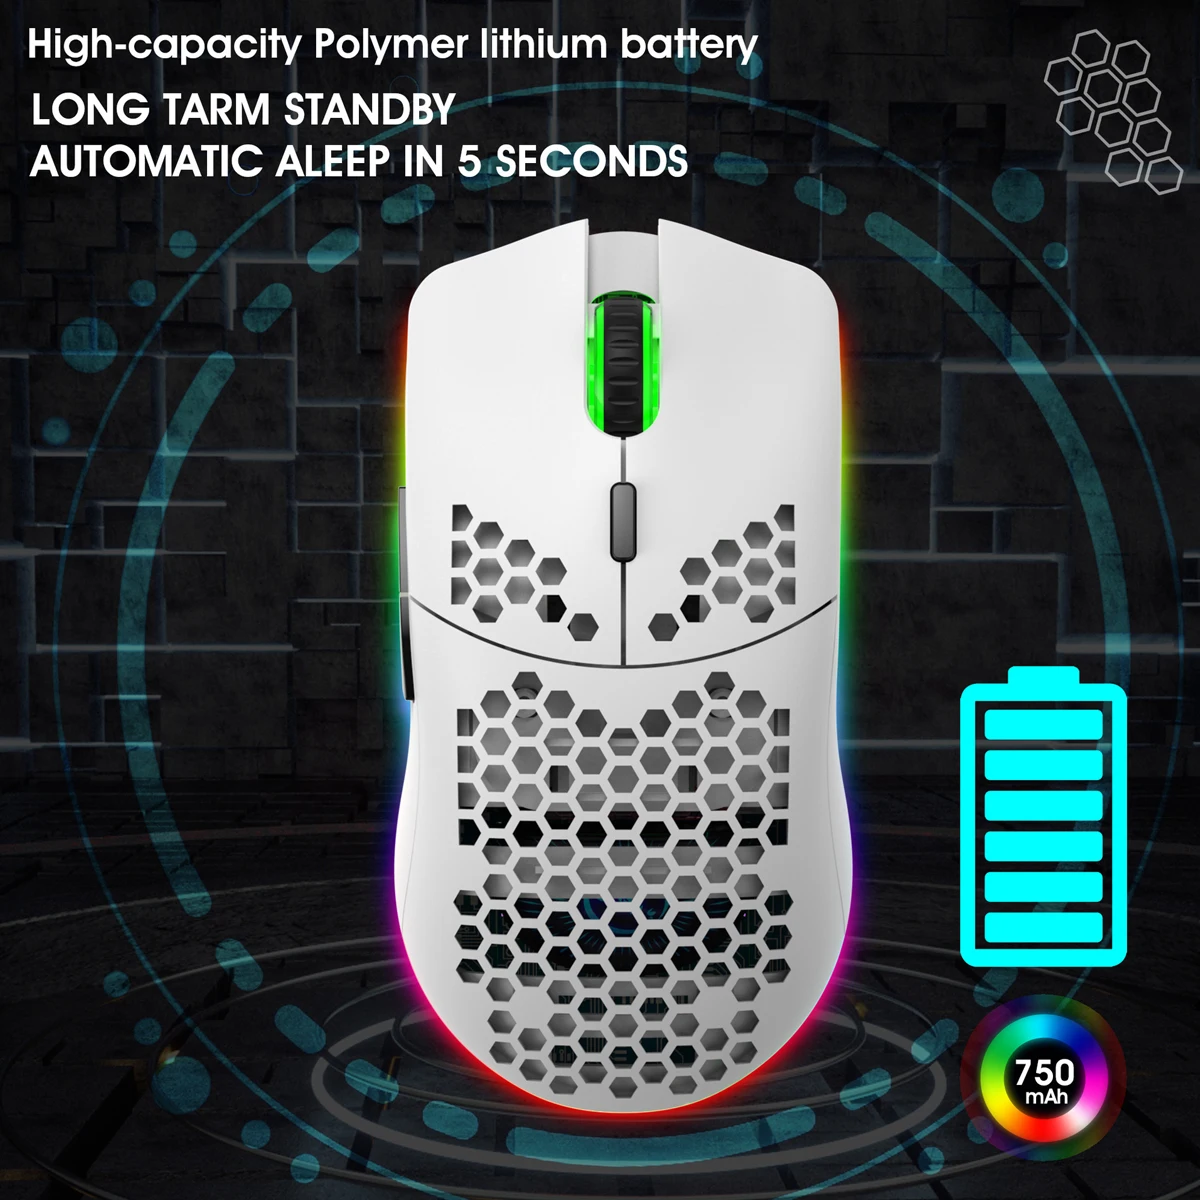 High-capacity Polymer lithium battery
LONG TARM STANDBY
AUTOMATIC ALEEP IN 5 SECONDS
750
mAh